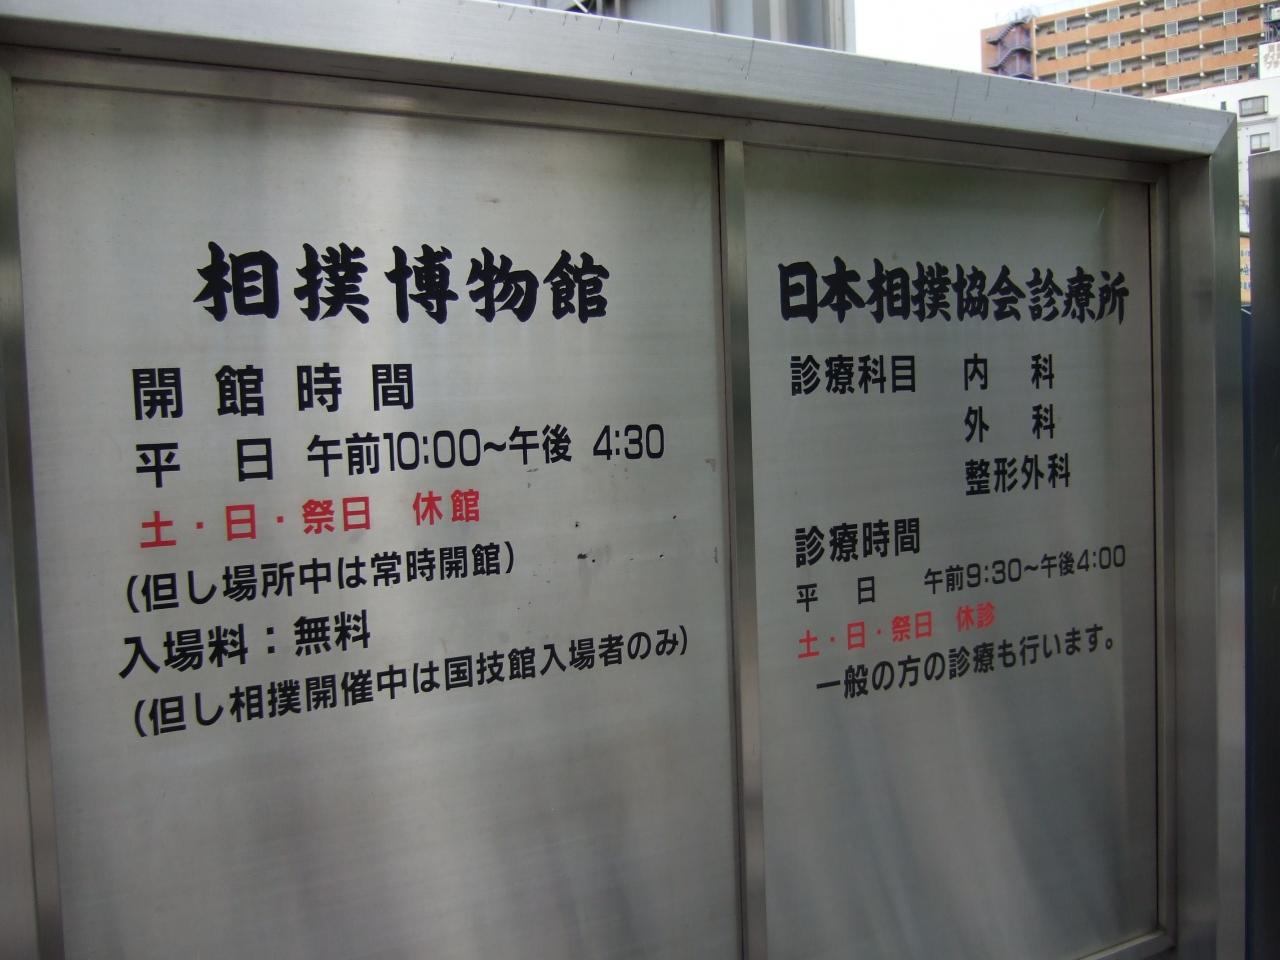 相撲博物館
開館時間
平日 午前10:00~午後 4:30
土・日・祭日 休館
(但し場所中は常時開館)
入場料:無料
(但し相撲開催中は国技館入場者のみ)
日本相撲協会診療所
診療科目 内科
外科
整形外科
診療時間
平日 午前9:30~午後4:00
土・日・祭日 休診
一般の方の診療も行います。